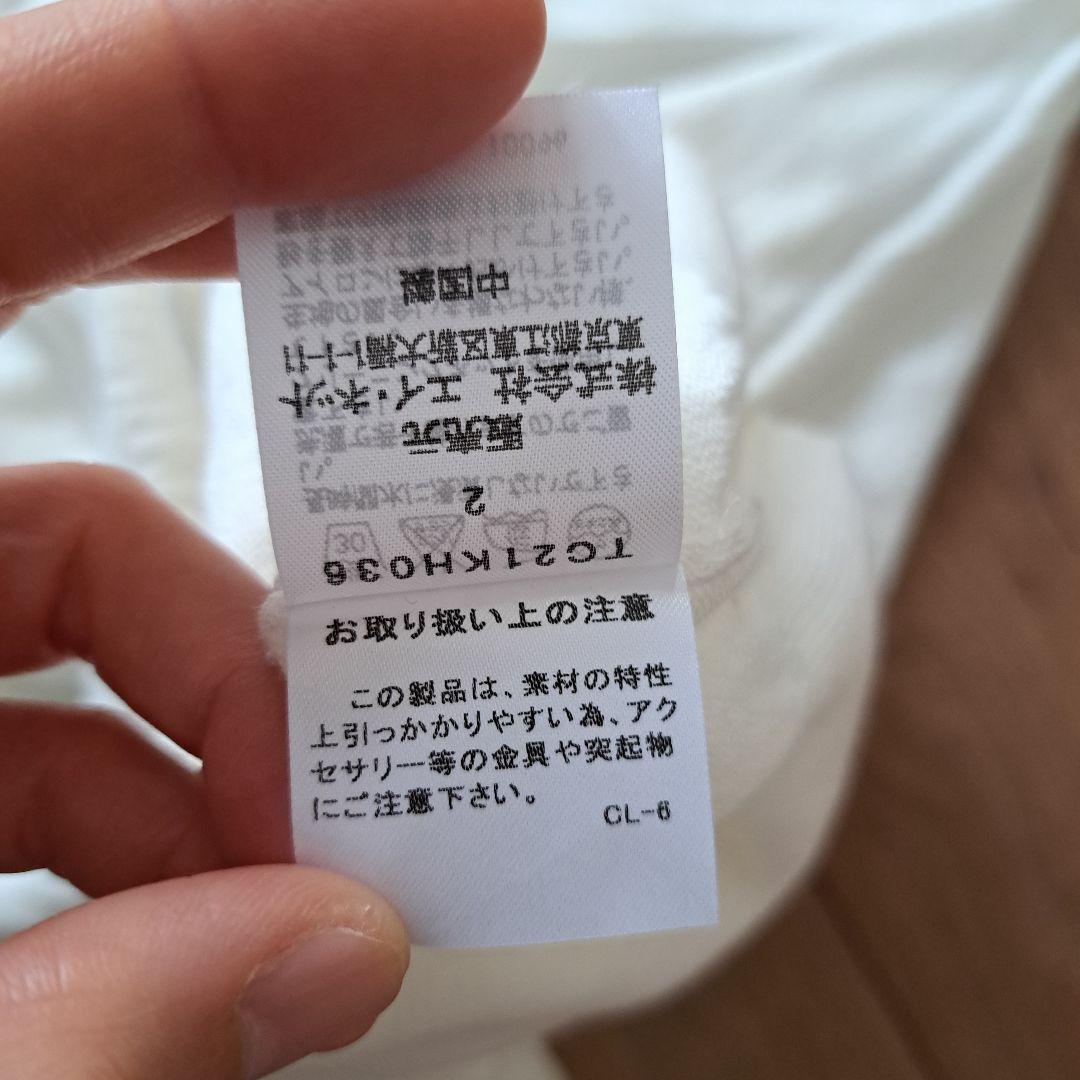 TC21KH036
2
販売元
株式会社 エイ・ネット
東京都江東区新大橋1-1-11
中国製
お取り扱い上の注意
この製品は、素材の特性
上引っかかりやすい為、アク
セサリー等の金具や突起物
にご注意下さい。
CL-6
30
100%